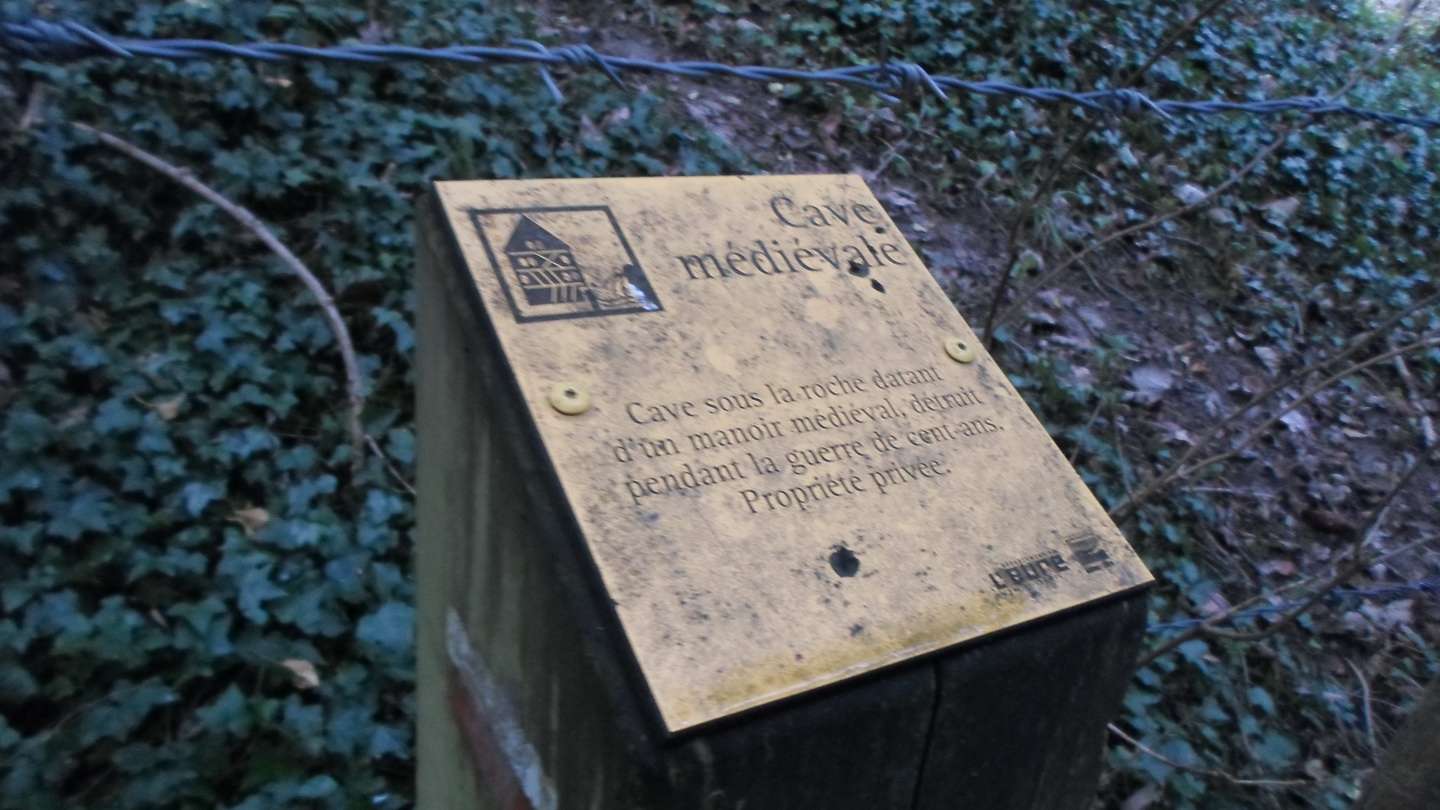 Cave
médiévale
Cave sous la roche datant
d'un manoir médiéval, détruit
pendant la guerre de cent ans.
Propriété privée.
L'EURE